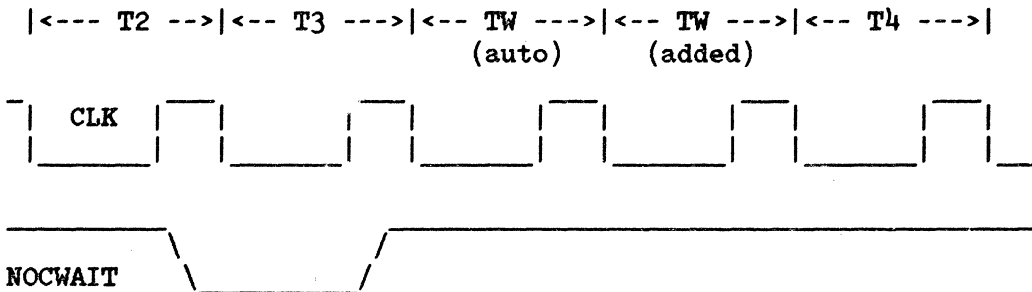 |<--- T2 --->|<-- T3 --->|<-- TW --->|<-- TW --->|<-- T4 --->|
(auto) (added)
CLK
NOCWAIT